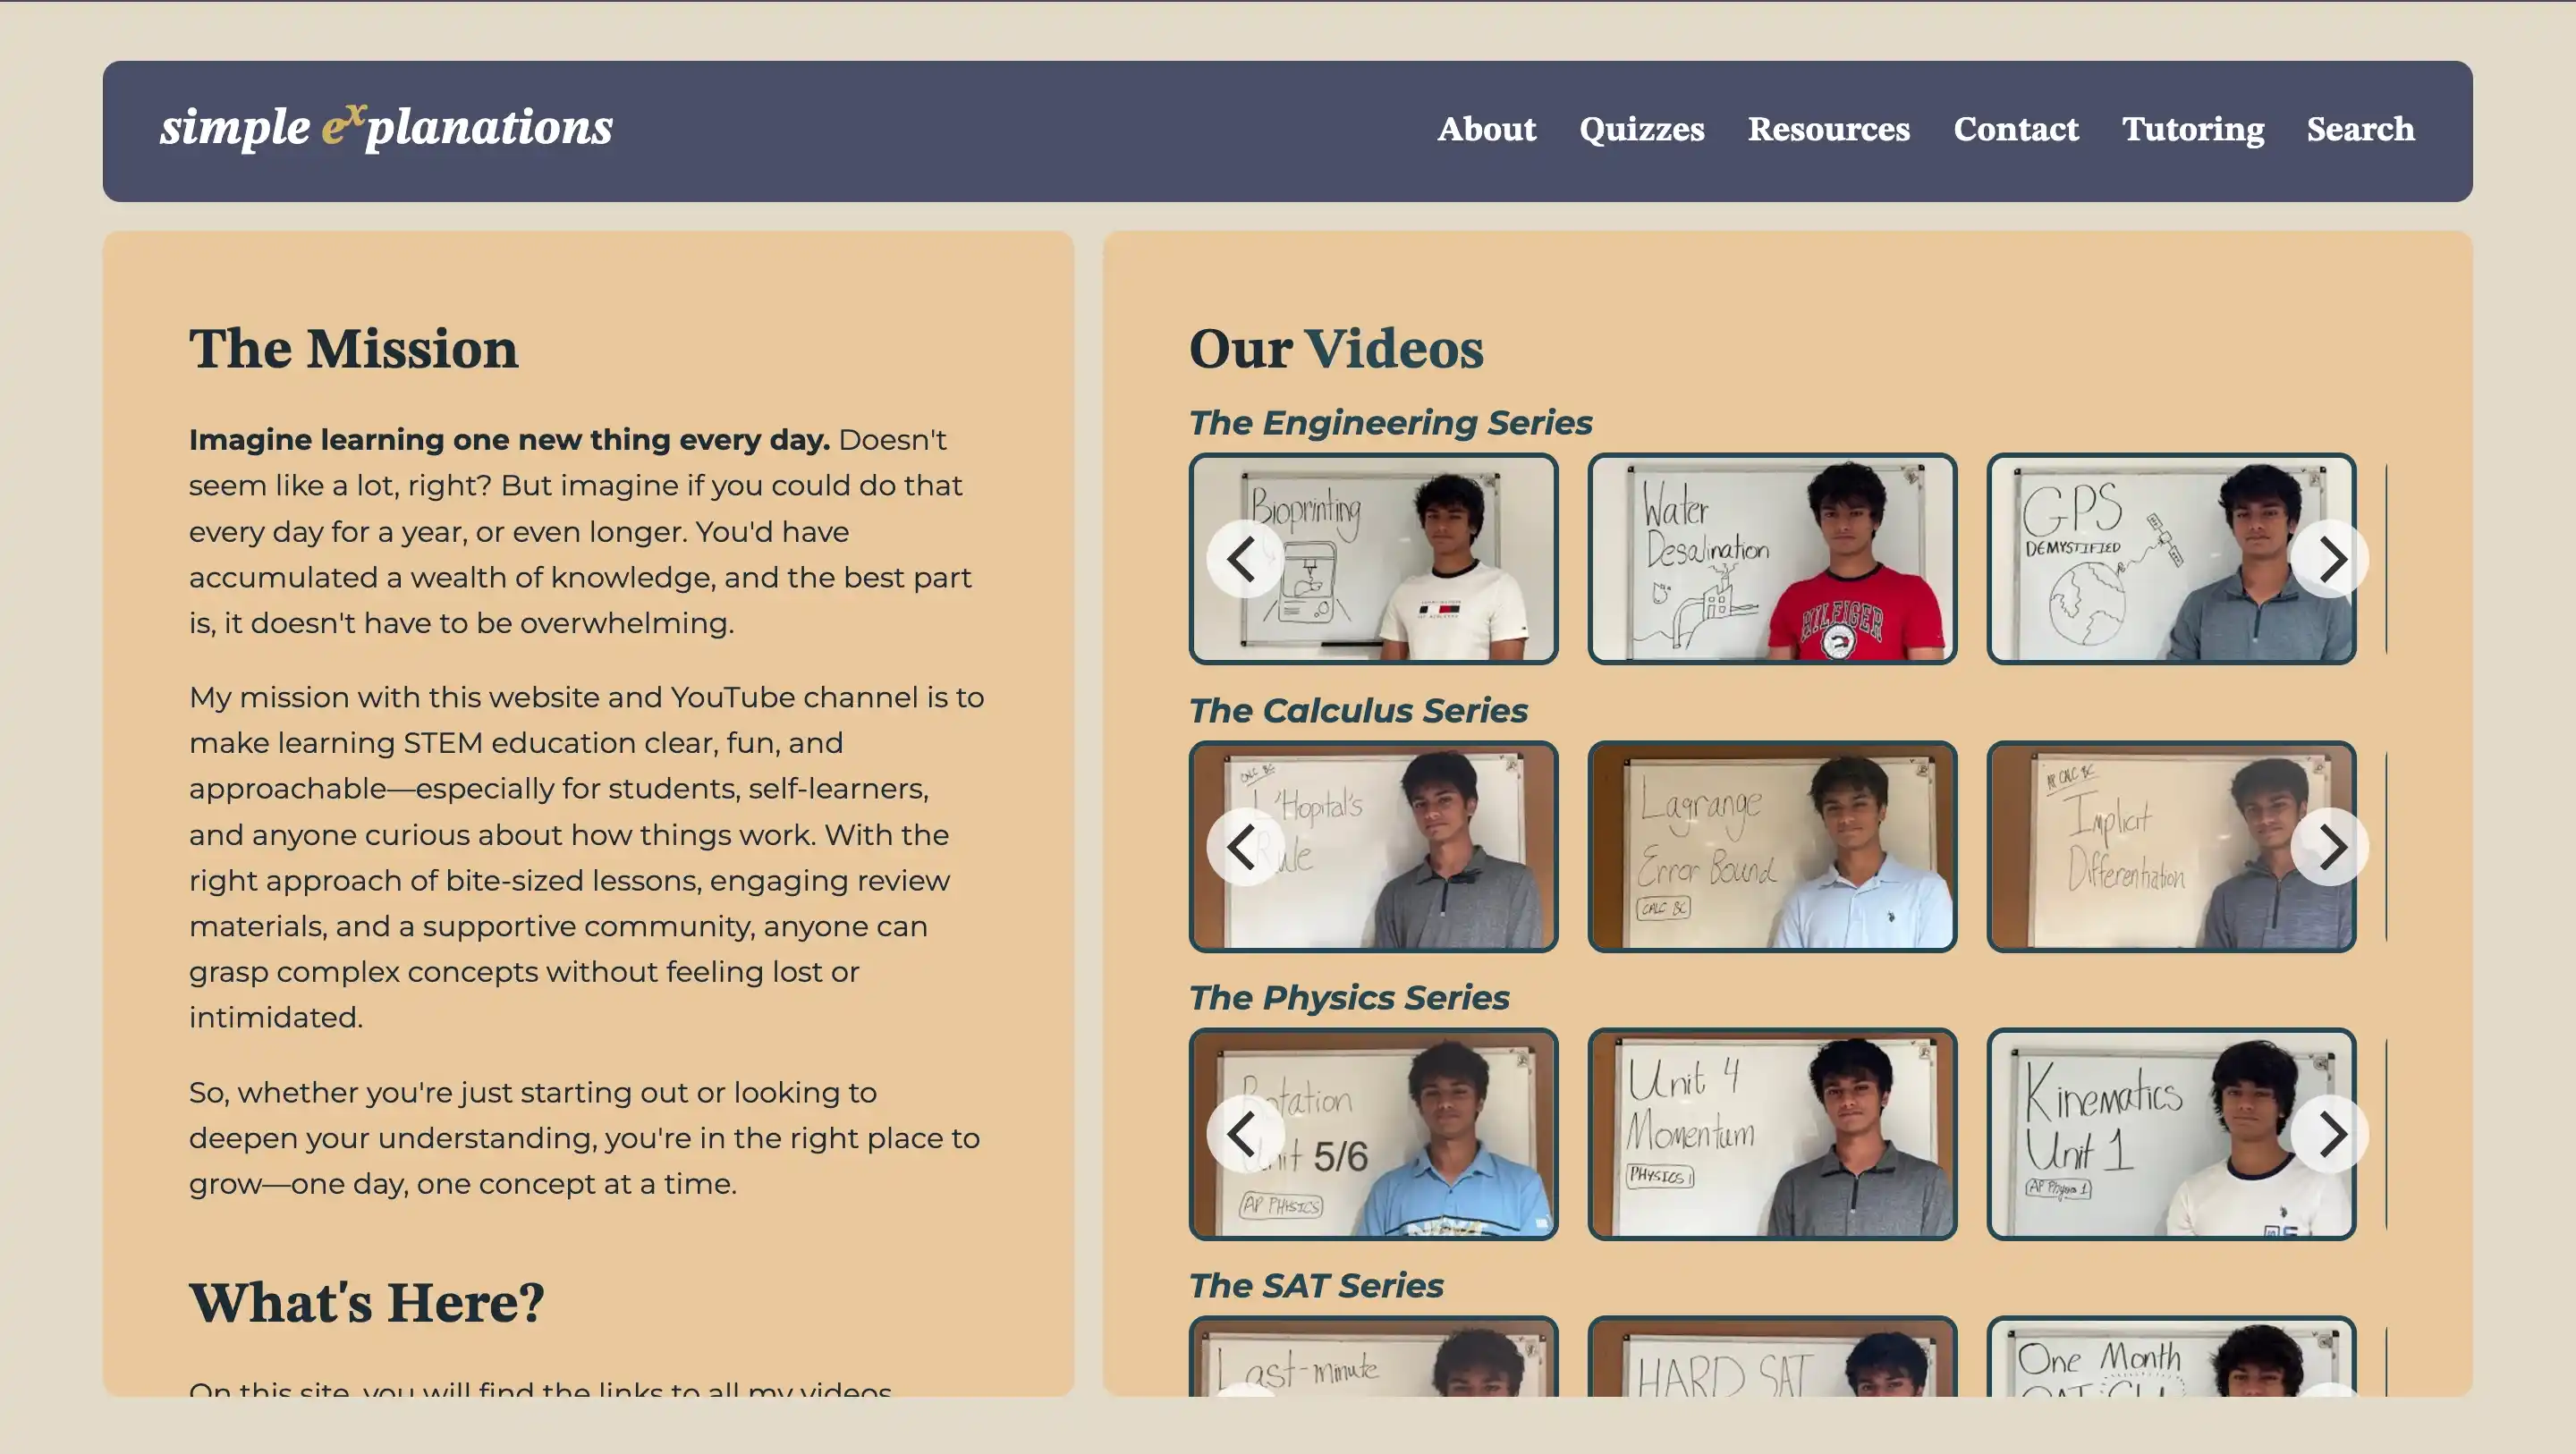 simple explanations
About Quizzes Resources Contact Tutoring Search
The Mission
Imagine learning one new thing every day. Doesn't
seem like a lot, right? But imagine if you could do that
every day for a year, or even longer. You'd have
accumulated a wealth of knowledge, and the best part
is, it doesn't have to be overwhelming.
My mission with this website and YouTube channel is to
make learning STEM education clear, fun, and
approachable—especially for students, self-learners,
and anyone curious about how things work. With the
right approach of bite-sized lessons, engaging review
materials, and a supportive community, anyone can
grasp complex concepts without feeling lost or
intimidated.
So, whether you're just starting out or looking to
deepen your understanding, you're in the right place to
grow—one day, one concept at a time.
What's Here?
On this site, you will find the links to all my videos
Our Videos
The Engineering Series
Bioprinting
Water
Desalination
HILFIGER
GPS
DEMYSTIFIED
The Calculus Series
CALC BC
L'Hopital's
Rule
Lagrange
Error Bound
CALC BC
AP CALC BC
Implicit
Differentiation
The Physics Series
Rotation
Unit 5/6
AP PHYSICS
Unit 4
Momentum
PHYSICS 1
Kinematics
Unit 1
AP Physics 1
The SAT Series
Last-minute
HARD SAT
One Month